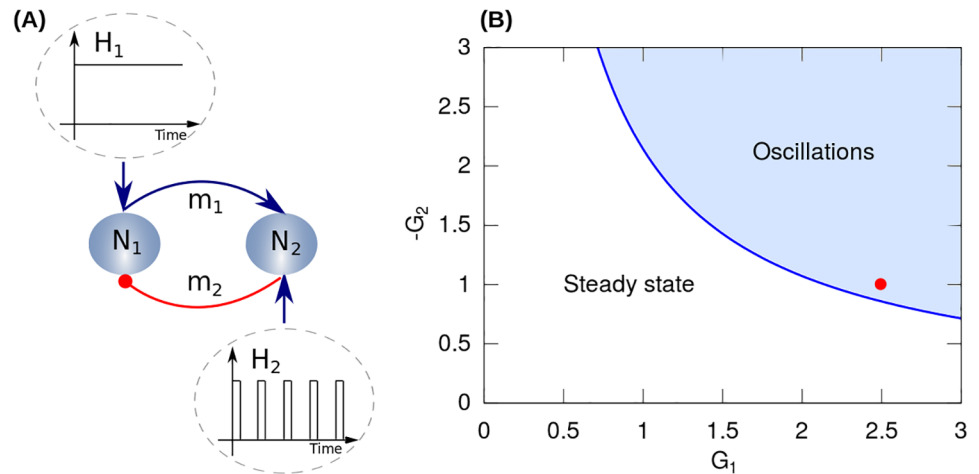 (A)
H1
Time
m1
N1
N2
m2
H2
Time
(B)
3
2.5
2
1.5
1
0.5
0
-G2
Oscillations
Steady state
0 0.5 1 1.5 2 2.5 3
G1